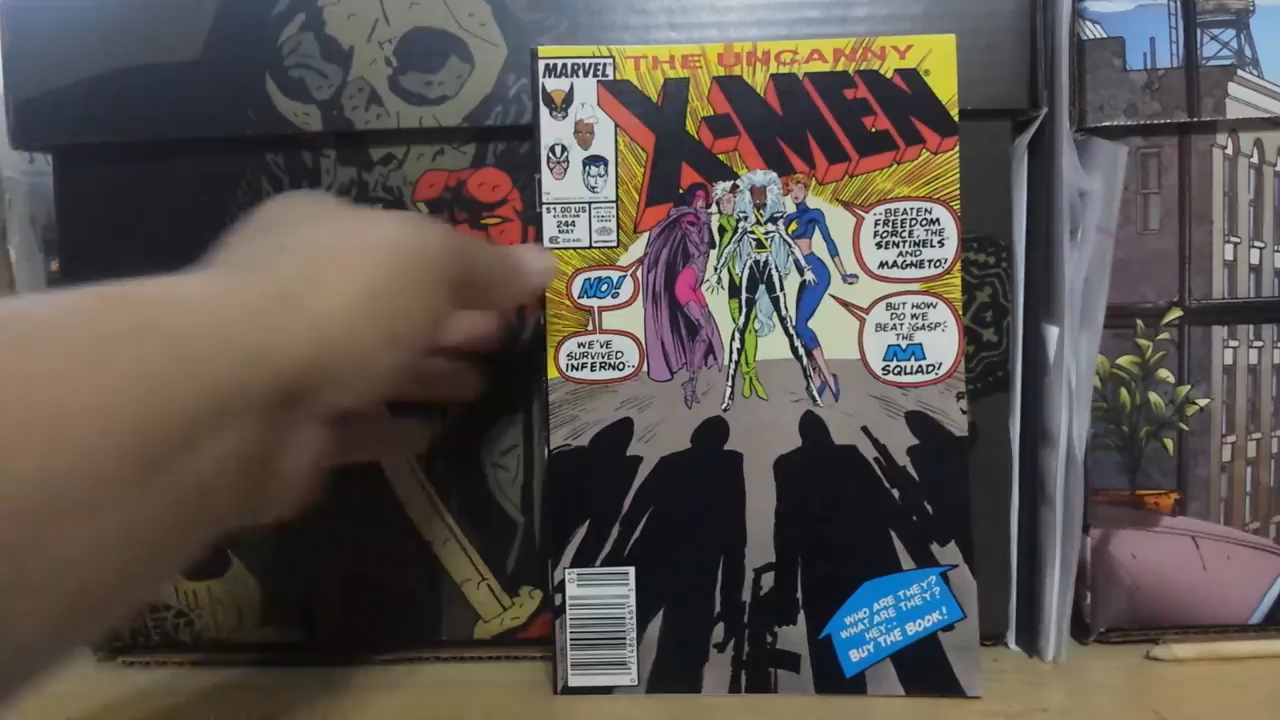 THE UNCANNY
X-MEN®
MARVEL
$1.00 US
244
MAY
NO!
WE'VE
SURVIVED
INFERNO--
--BEATEN
FREEDOM
FORCE, THE
SENTINELS
AND
MAGNETO!
BUT HOW
DO WE
BEAT *GASP*
THE
M
SQUAD?
WHO ARE THEY?
WHAT ARE THEY?
HEY--
BUY THE BOOK!
05